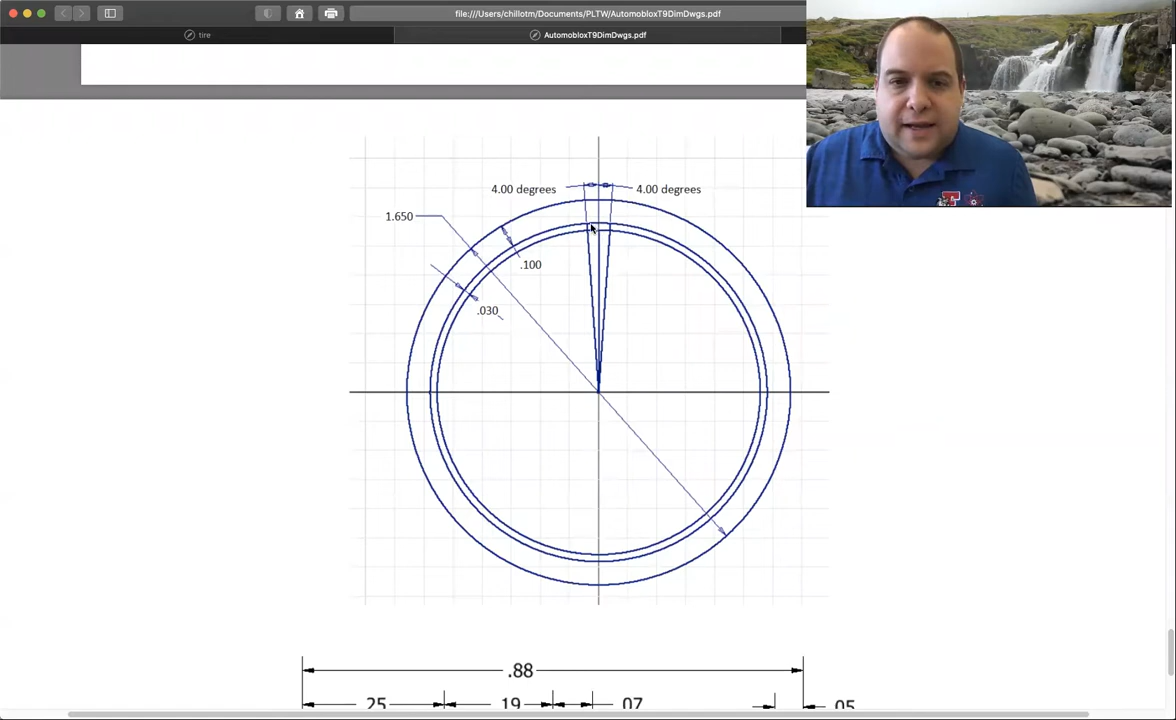 file:///Users/chillotm/Documents/PLTW/AutomobloxT9DimDwgs.pdf
tire
AutomobloxT9DimDwgs.pdf
4.00 degrees
4.00 degrees
1.650
.100
.030
.88
25
19
07
05
T